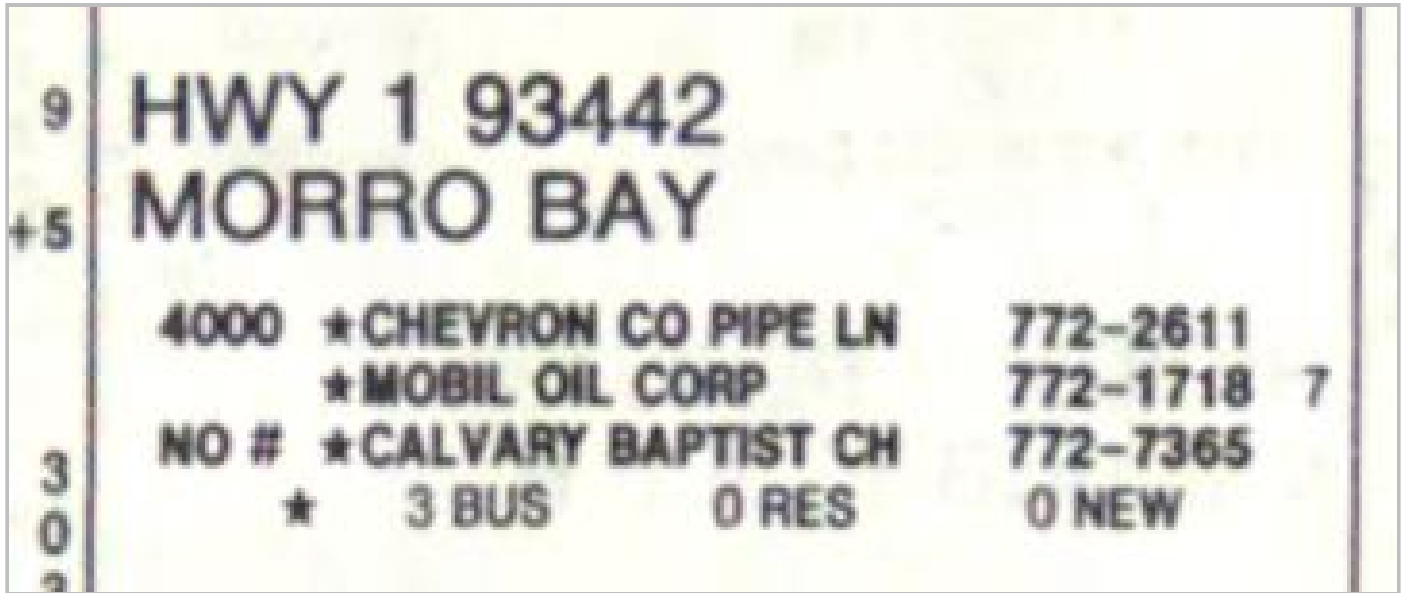 HWY 1 93442
MORRO BAY
4000 ★CHEVRON CO PIPE LN 772-2611
★MOBIL OIL CORP 772-1718 7
NO # ★CALVARY BAPTIST CH 772-7365
★ 3 BUS 0 RES 0 NEW
9
+5
3
0